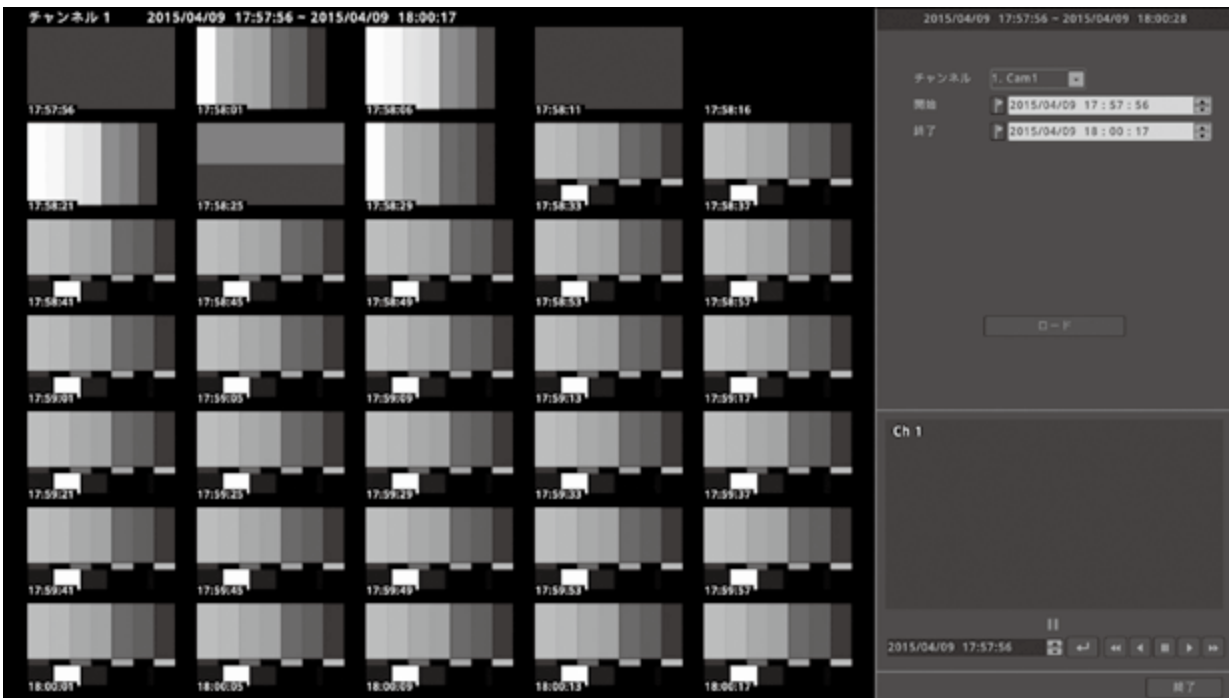 チャンネル 1 2015/04/09 17:57:56 ~ 2015/04/09 18:00:17
17:57:56 17:58:01 17:58:06 17:58:11 17:58:16
17:58:21 17:58:25 17:58:29 17:58:33 17:58:37
17:58:41 17:58:45 17:58:49 17:58:53 17:58:57
17:59:01 17:59:05 17:59:09 17:59:13 17:59:17
17:59:21 17:59:25 17:59:29 17:59:33 17:59:37
17:59:41 17:59:45 17:59:49 17:59:53 17:59:57
18:00:01 18:00:05 18:00:09 18:00:13 18:00:17
2015/04/09 17:57:56 ~ 2015/04/09 18:00:28
チャンネル 1. Cam1
開始 2015/04/09 17 : 57 : 56
終了 2015/04/09 18 : 00 : 17
ロード
Ch 1
2015/04/09 17:57:56
終了